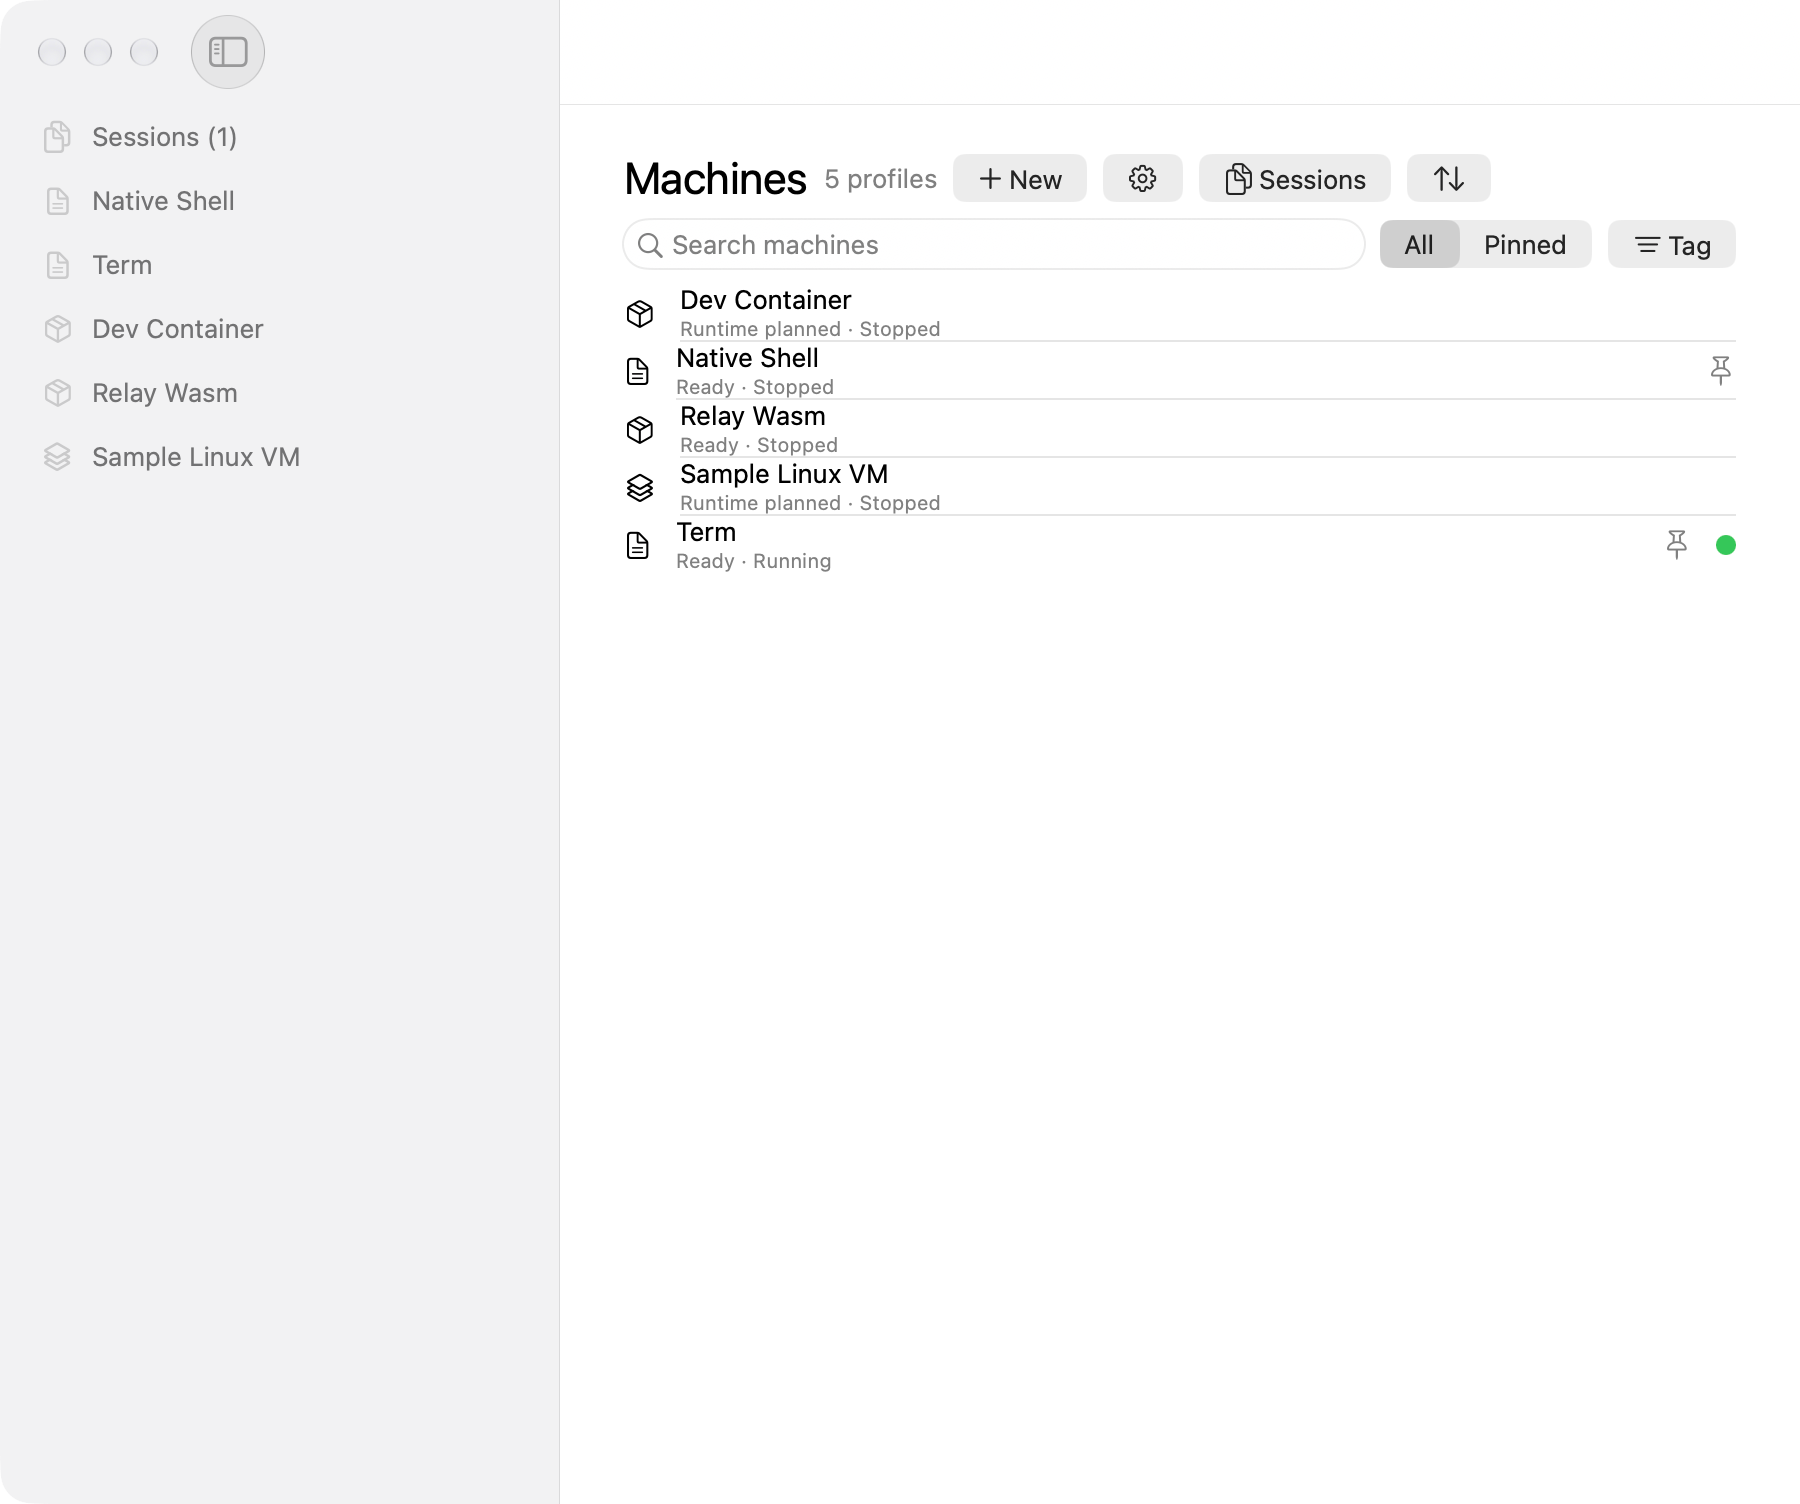 Sessions (1)
Native Shell
Term
Dev Container
Relay Wasm
Sample Linux VM
Machines 5 profiles New Sessions
Search machines All Pinned Tag
Dev Container
Runtime planned · Stopped
Native Shell
Ready · Stopped
Relay Wasm
Ready · Stopped
Sample Linux VM
Runtime planned · Stopped
Term
Ready · Running